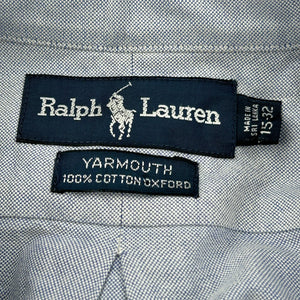 Ralph Lauren
MADE IN
SRI LANKA
15-32
YARMOUTH
100% COTTON OXFORD